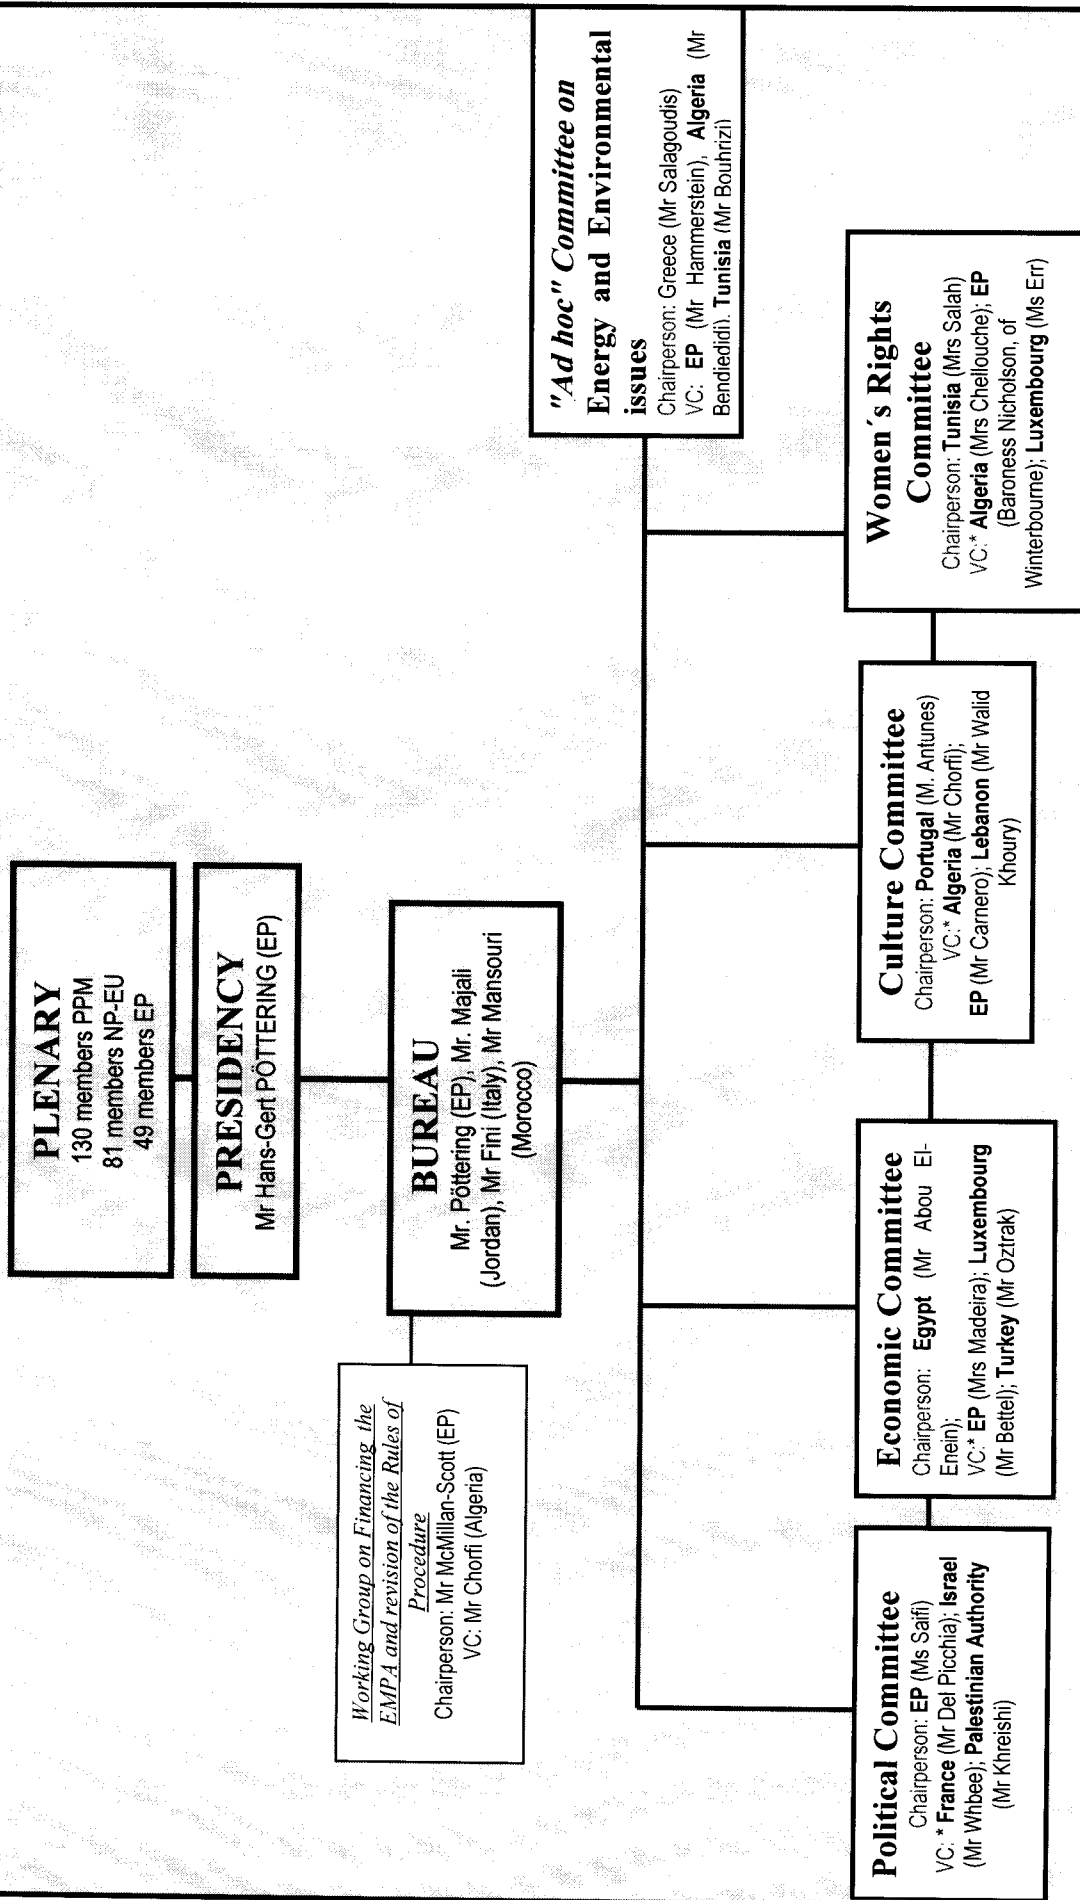 PLENARY
130 members PPM
81 members NP-EU
49 members EP
PRESIDENCY
Mr Hans-Gert PÖTTERING (EP)
BUREAU
Mr. Pöttering (EP), Mr. Majali
(Jordan), Mr Fini (Italy), Mr Mansouri
(Morocco)
Working Group on Financing the
EMPA and revision of the Rules of
Procedure
Chairperson: Mr McMillan-Scott (EP)
VC: Mr Chorfi (Algeria)
"Ad hoc" Committee on
Energy and Environmental
issues
Chairperson: Greece (Mr Salagoudis)
VC: EP (Mr Hammerstein), Algeria (Mr
Bendiedidi). Tunisia (Mr Bouhrizi)
Political Committee
Chairperson: EP (Ms Saifi)
VC: * France (Mr Del Picchia); Israel
(Mr Whbee); Palestinian Authority
(Mr Khreishi)
Economic Committee
Chairperson: Egypt (Mr Abou El-
Enein);
VC:* EP (Mrs Madeira); Luxembourg
(Mr Bettel); Turkey (Mr Oztrak)
Culture Committee
Chairperson: Portugal (M. Antunes)
VC:* Algeria (Mr Chorfi);
EP (Mr Carnero); Lebanon (Mr Walid
Khoury)
Women´s Rights
Committee
Chairperson: Tunisia (Mrs Salah)
VC:* Algeria (Mrs Chellouche); EP
(Baroness Nicholson, of
Winterbourne); Luxembourg (Ms Err)